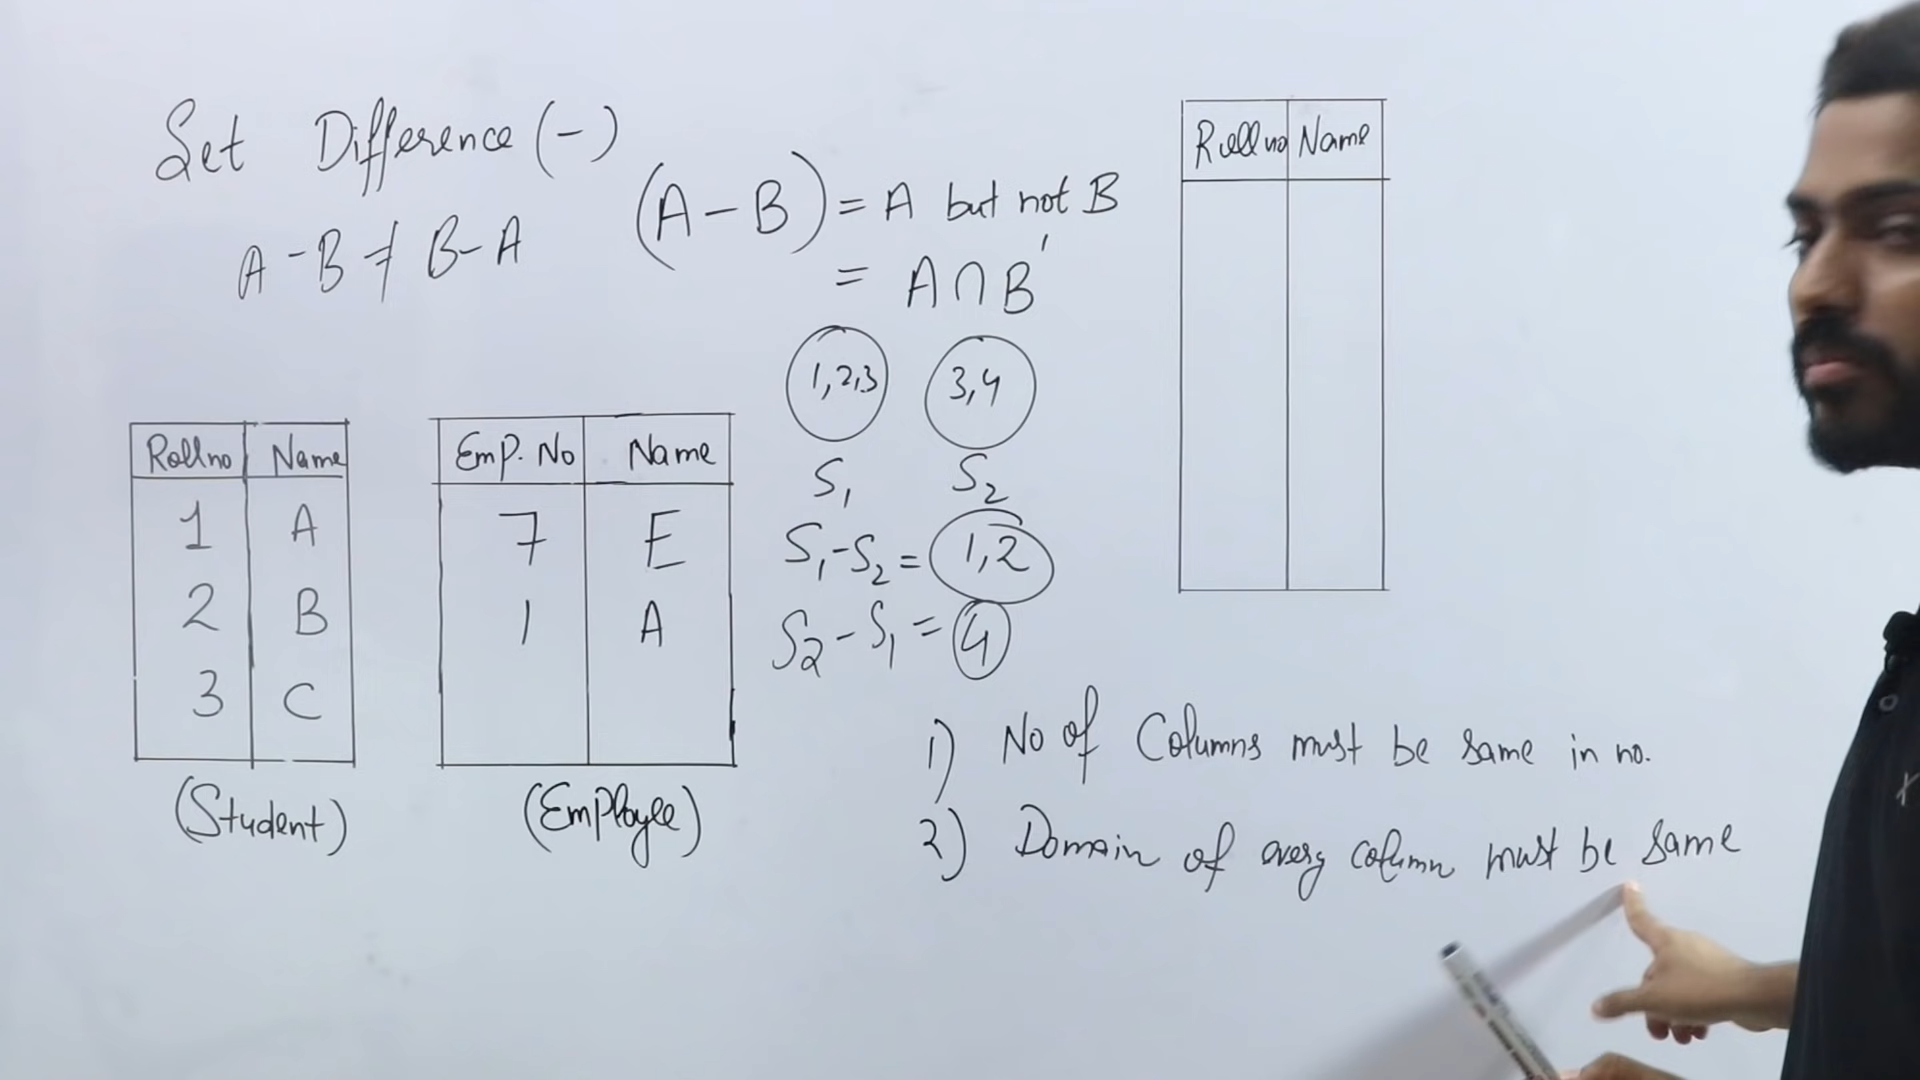 Set Difference (-)
A - B ≠ B - A
(A - B) = A but not B
= A ∩ B'
1,2,3
3,4
S₁ S₂
S₁ - S₂ = 1,2
S₂ - S₁ = 4
Rollno Name
1 A
2 B
3 C
(Student)
Emp. No Name
7 E
1 A
(Employee)
Rollno Name
1) No of Columns must be same in no.
2) Domain of every column must be same